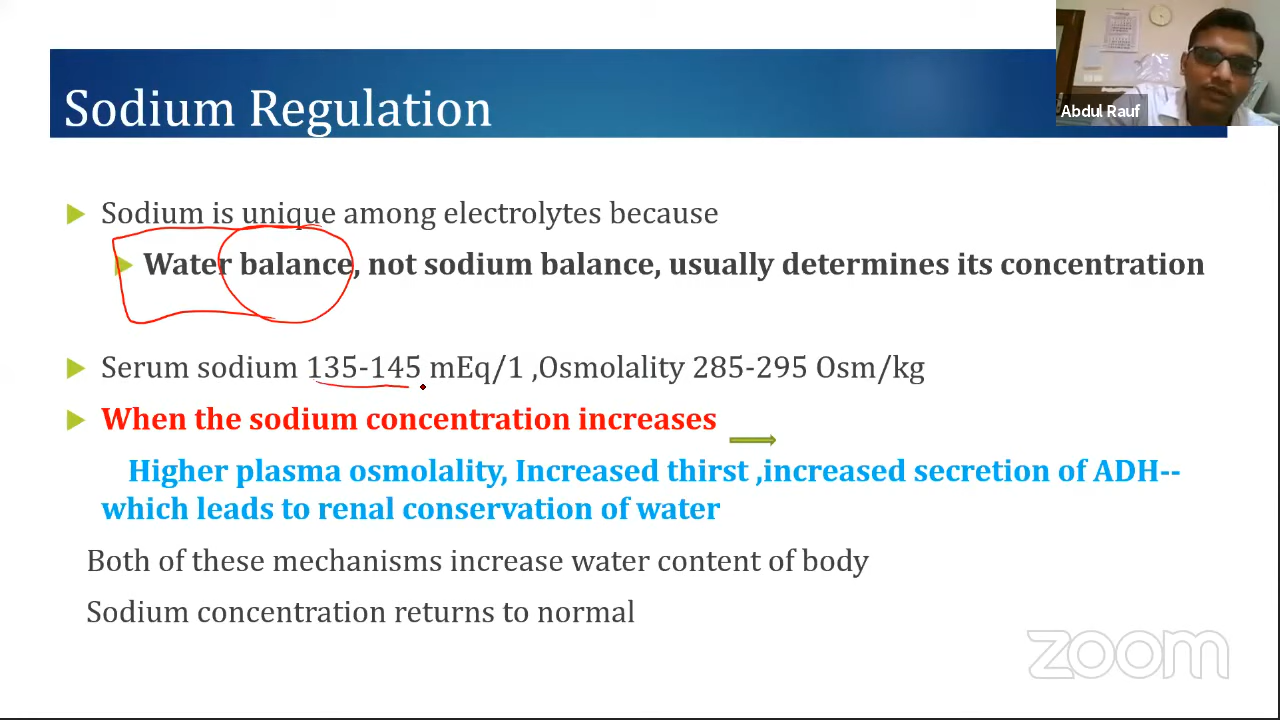 Abdul Rauf
Sodium Regulation
Sodium is unique among electrolytes because
Water balance, not sodium balance, usually determines its concentration
Serum sodium 135-145 mEq/1 ,Osmolality 285-295 Osm/kg
When the sodium concentration increases
Higher plasma osmolality, Increased thirst ,increased secretion of ADH--
which leads to renal conservation of water
Both of these mechanisms increase water content of body
Sodium concentration returns to normal
zoom